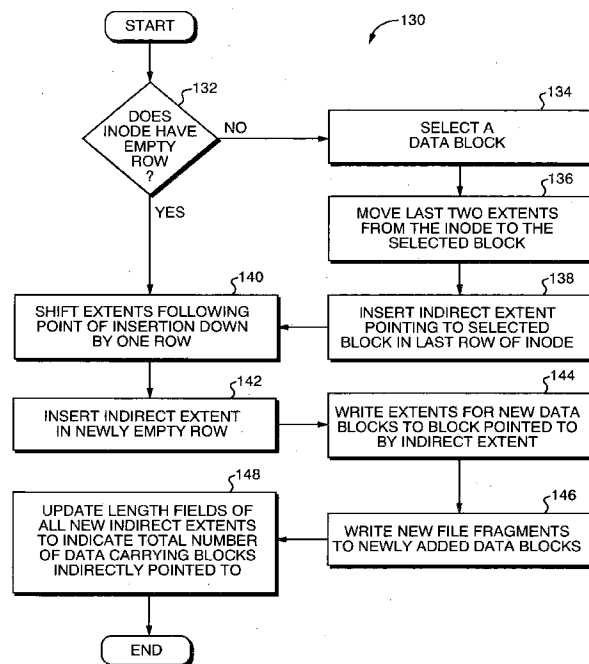 START
130
132
DOES
INODE HAVE
EMPTY
ROW
?
NO
YES
134
SELECT A
DATA BLOCK
136
MOVE LAST TWO EXTENTS
FROM THE INODE TO THE
SELECTED BLOCK
138
INSERT INDIRECT EXTENT
POINTING TO SELECTED
BLOCK IN LAST ROW OF INODE
140
SHIFT EXTENTS FOLLOWING
POINT OF INSERTION DOWN
BY ONE ROW
142
INSERT INDIRECT EXTENT
IN NEWLY EMPTY ROW
144
WRITE EXTENTS FOR NEW DATA
BLOCKS TO BLOCK POINTED TO
BY INDIRECT EXTENT
146
WRITE NEW FILE FRAGMENTS
TO NEWLY ADDED DATA BLOCKS
148
UPDATE LENGTH FIELDS OF
ALL NEW INDIRECT EXTENTS
TO INDICATE TOTAL NUMBER
OF DATA CARRYING BLOCKS
INDIRECTLY POINTED TO
END